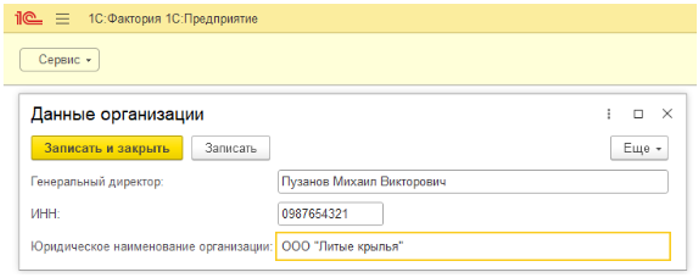 1С 1С:Фактория 1С:Предприятие
Сервис
Данные организации
Записать и закрыть Записать Еще
Генеральный директор: Пузанов Михаил Викторович
ИНН: 0987654321
Юридическое наименование организации: ООО "Литые крылья"